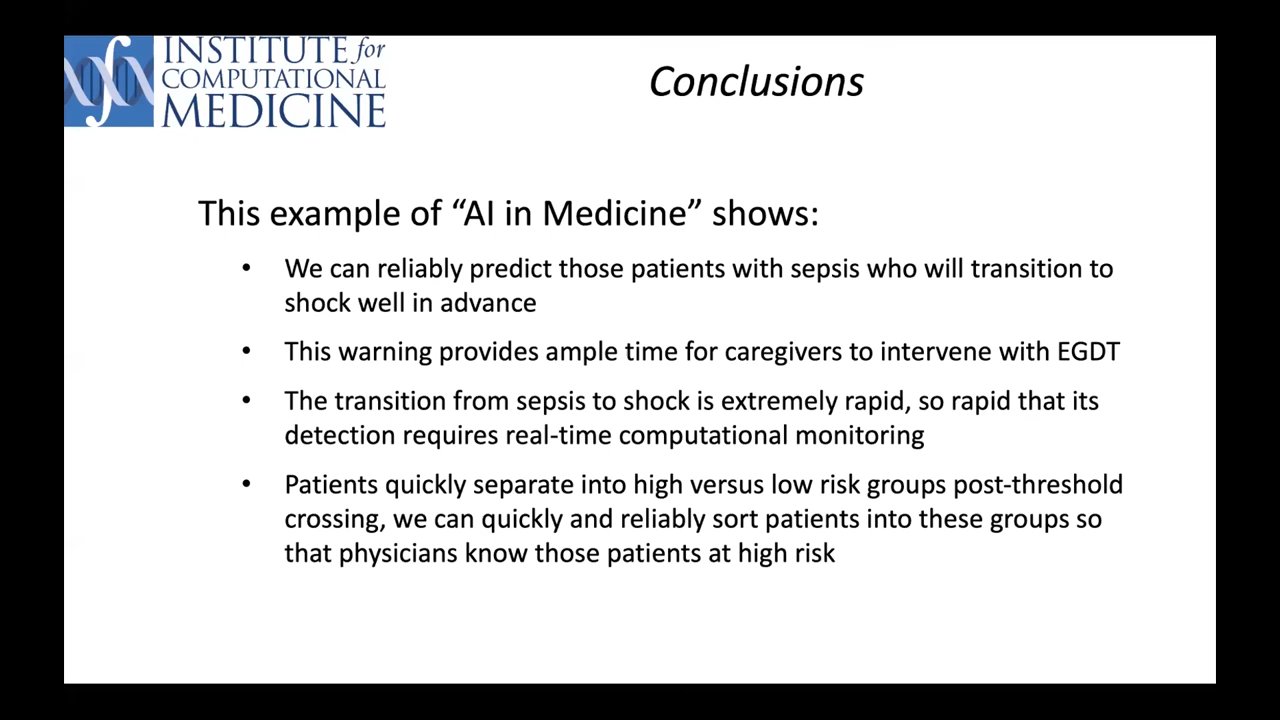 INSTITUTE for
COMPUTATIONAL
MEDICINE
Conclusions
This example of “AI in Medicine” shows:
• We can reliably predict those patients with sepsis who will transition to
shock well in advance
• This warning provides ample time for caregivers to intervene with EGDT
• The transition from sepsis to shock is extremely rapid, so rapid that its
detection requires real-time computational monitoring
• Patients quickly separate into high versus low risk groups post-threshold
crossing, we can quickly and reliably sort patients into these groups so
that physicians know those patients at high risk